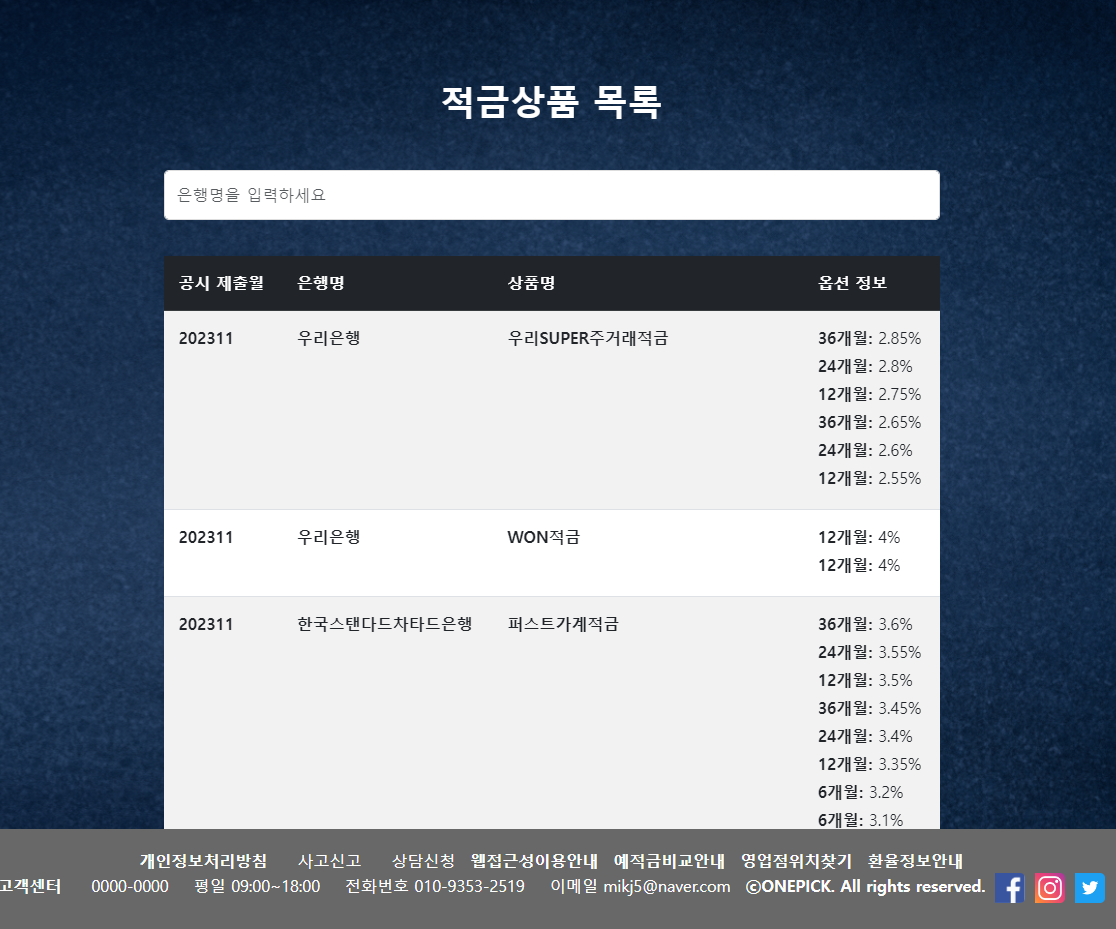 적금상품 목록
은행명을 입력하세요
공시 제출월 은행명 상품명 옵션 정보
202311 우리은행 우리SUPER주거래적금 36개월: 2.85%
24개월: 2.8%
12개월: 2.75%
36개월: 2.65%
24개월: 2.6%
12개월: 2.55%
202311 우리은행 WON적금 12개월: 4%
12개월: 4%
202311 한국스탠다드차타드은행 퍼스트가계적금 36개월: 3.6%
24개월: 3.55%
12개월: 3.5%
36개월: 3.45%
24개월: 3.4%
12개월: 3.35%
6개월: 3.2%
6개월: 3.1%
개인정보처리방침 사고신고 상담신청 웹접근성이용안내 예적금비교안내 영업점위치찾기 환율정보안내
고객센터 0000-0000 평일 09:00~18:00 전화번호 010-9353-2519 이메일 mikj5@naver.com ⓒONEPICK. All rights reserved.